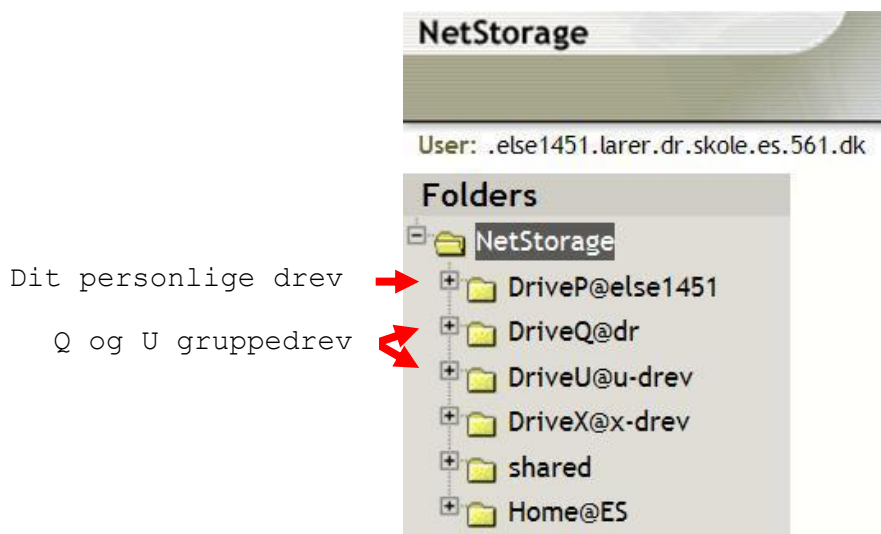 NetStorage
User: .else1451.larer.dr.skole.es.561.dk
Folders
NetStorage
Dit personlige drev
DriveP@else1451
Q og U gruppedrev
DriveQ@dr
DriveU@u-drev
DriveX@x-drev
shared
Home@ES